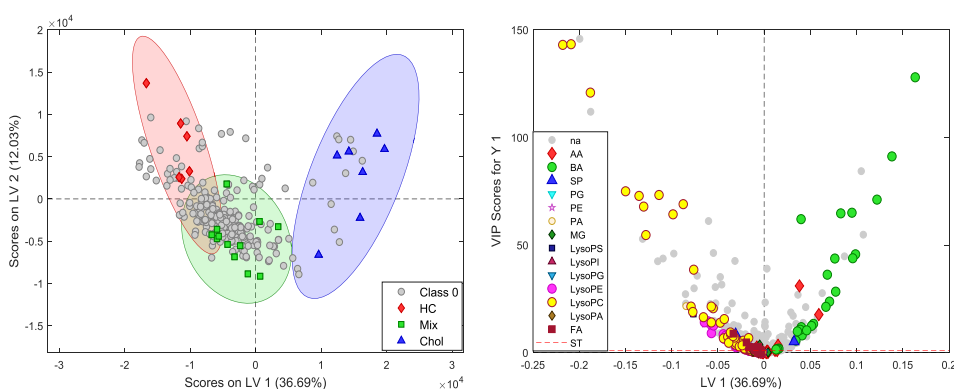 ×10⁴
2
1.5
1
0.5
0
-0.5
-1
-1.5
Scores on LV 2 (12.03%)
-3
-2
-1
0
1
2
3
Scores on LV 1 (36.69%)
×10⁴
Class 0
HC
Mix
Chol
150
100
50
0
VIP Scores for Y 1
-0.25
-0.2
-0.15
-0.1
-0.05
0
0.05
0.1
0.15
0.2
LV 1 (36.69%)
na
AA
BA
SP
PG
PE
PA
MG
LysoPS
LysoPI
LysoPG
LysoPE
LysoPC
LysoPA
FA
ST